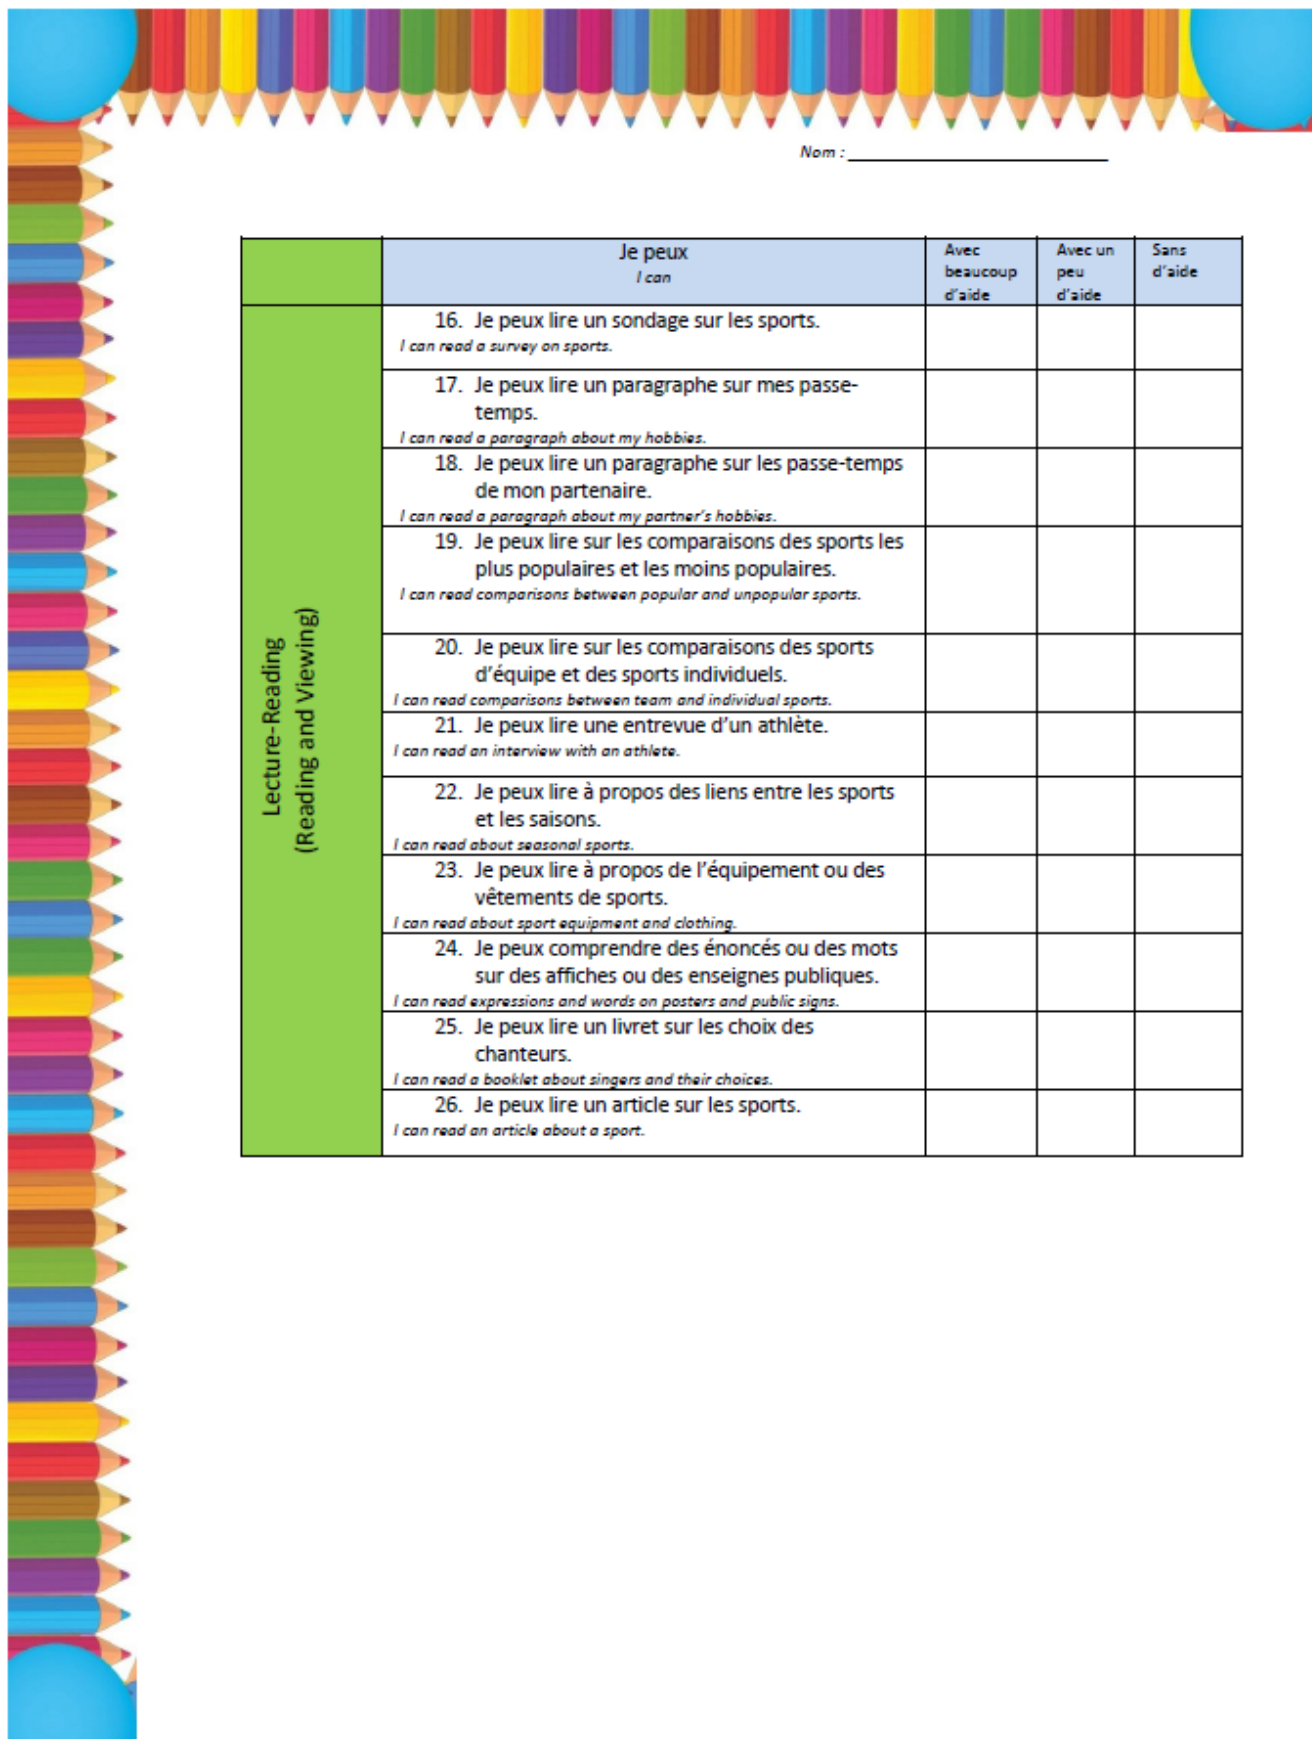 Nom : 
Je peux
I can
Avec
beaucoup
d'aide
Avec un
peu
d'aide
Sans
d'aide
Lecture-Reading
(Reading and Viewing)
16. Je peux lire un sondage sur les sports.
I can read a survey on sports.
17. Je peux lire un paragraphe sur mes passe-
temps.
I can read a paragraph about my hobbies.
18. Je peux lire un paragraphe sur les passe-temps
de mon partenaire.
I can read a paragraph about my partner's hobbies.
19. Je peux lire sur les comparaisons des sports les
plus populaires et les moins populaires.
I can read comparisons between popular and unpopular sports.
20. Je peux lire sur les comparaisons des sports
d'équipe et des sports individuels.
I can read comparisons between team and individual sports.
21. Je peux lire une entrevue d'un athlète.
I can read an interview with an athlete.
22. Je peux lire à propos des liens entre les sports
et les saisons.
I can read about seasonal sports.
23. Je peux lire à propos de l'équipement ou des
vêtements de sports.
I can read about sport equipment and clothing.
24. Je peux comprendre des énoncés ou des mots
sur des affiches ou des enseignes publiques.
I can read expressions and words on posters and public signs.
25. Je peux lire un livret sur les choix des
chanteurs.
I can read a booklet about singers and their choices.
26. Je peux lire un article sur les sports.
I can read an article about a sport.